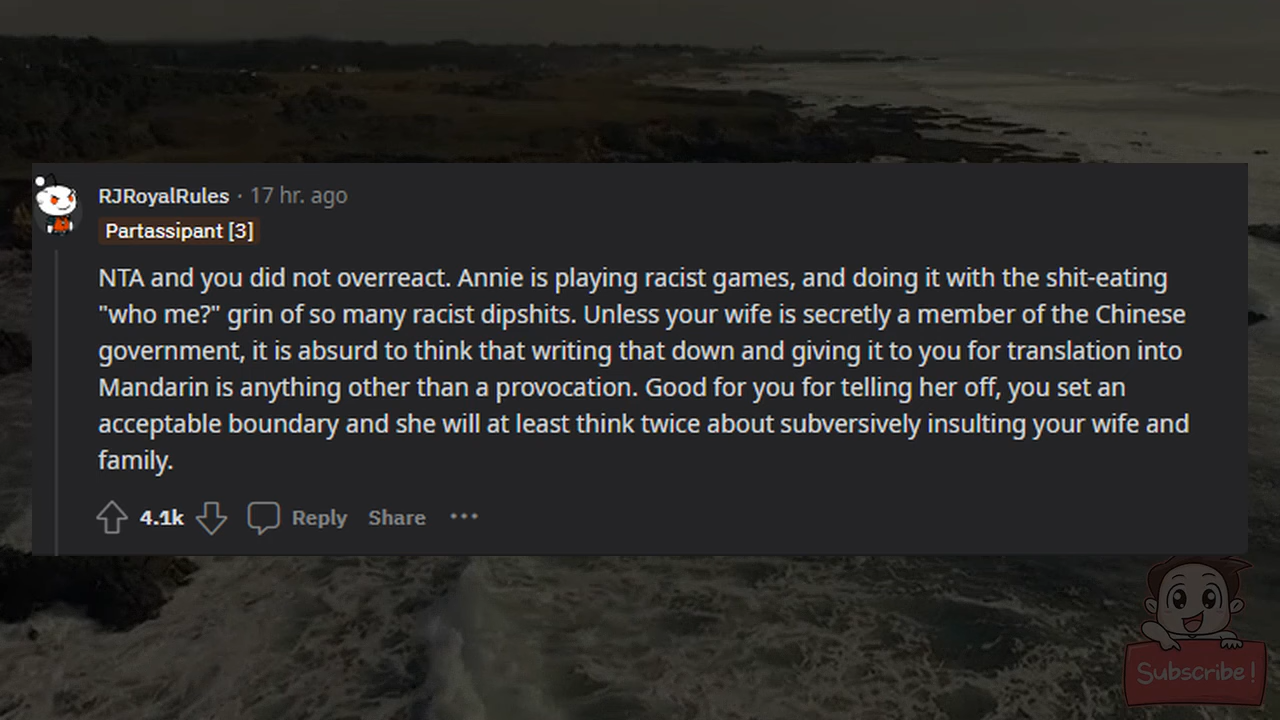 RJRoyalRules · 17 hr. ago
Partassipant [3]
NTA and you did not overreact. Annie is playing racist games, and doing it with the shit-eating
"who me?" grin of so many racist dipshits. Unless your wife is secretly a member of the Chinese
government, it is absurd to think that writing that down and giving it to you for translation into
Mandarin is anything other than a provocation. Good for you for telling her off, you set an
acceptable boundary and she will at least think twice about subversively insulting your wife and
family.
4.1k Reply Share ···
Subscribe!